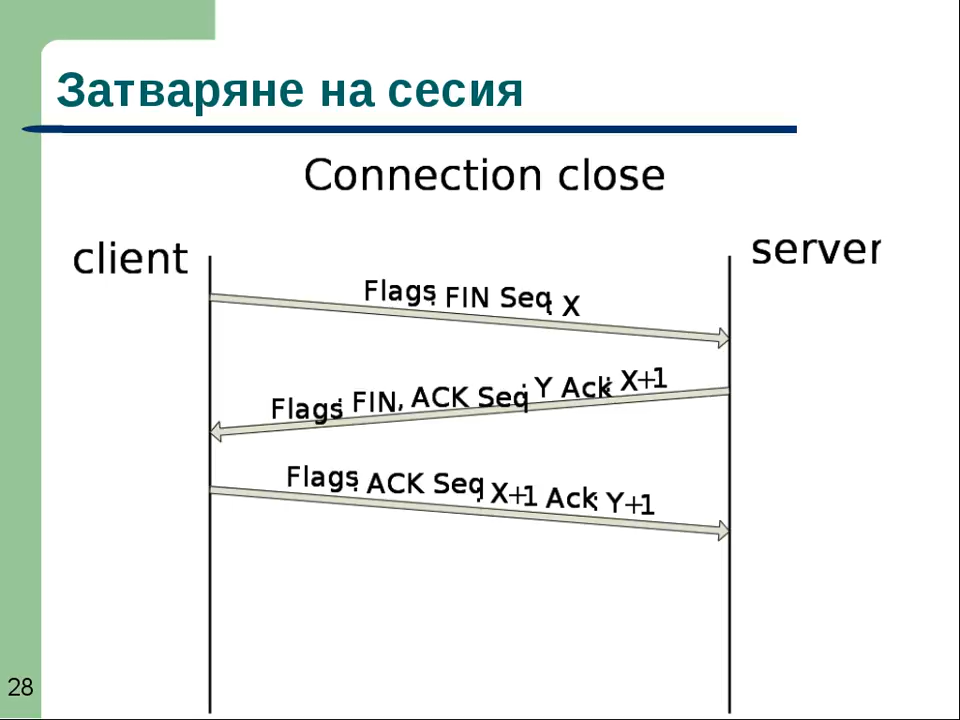 Затваряне на сесия
Connection close
client
server
Flags: FIN Seq: X
Flags: FIN, ACK Seq: Y Ack: X+1
Flags: ACK Seq: X+1 Ack: Y+1
28